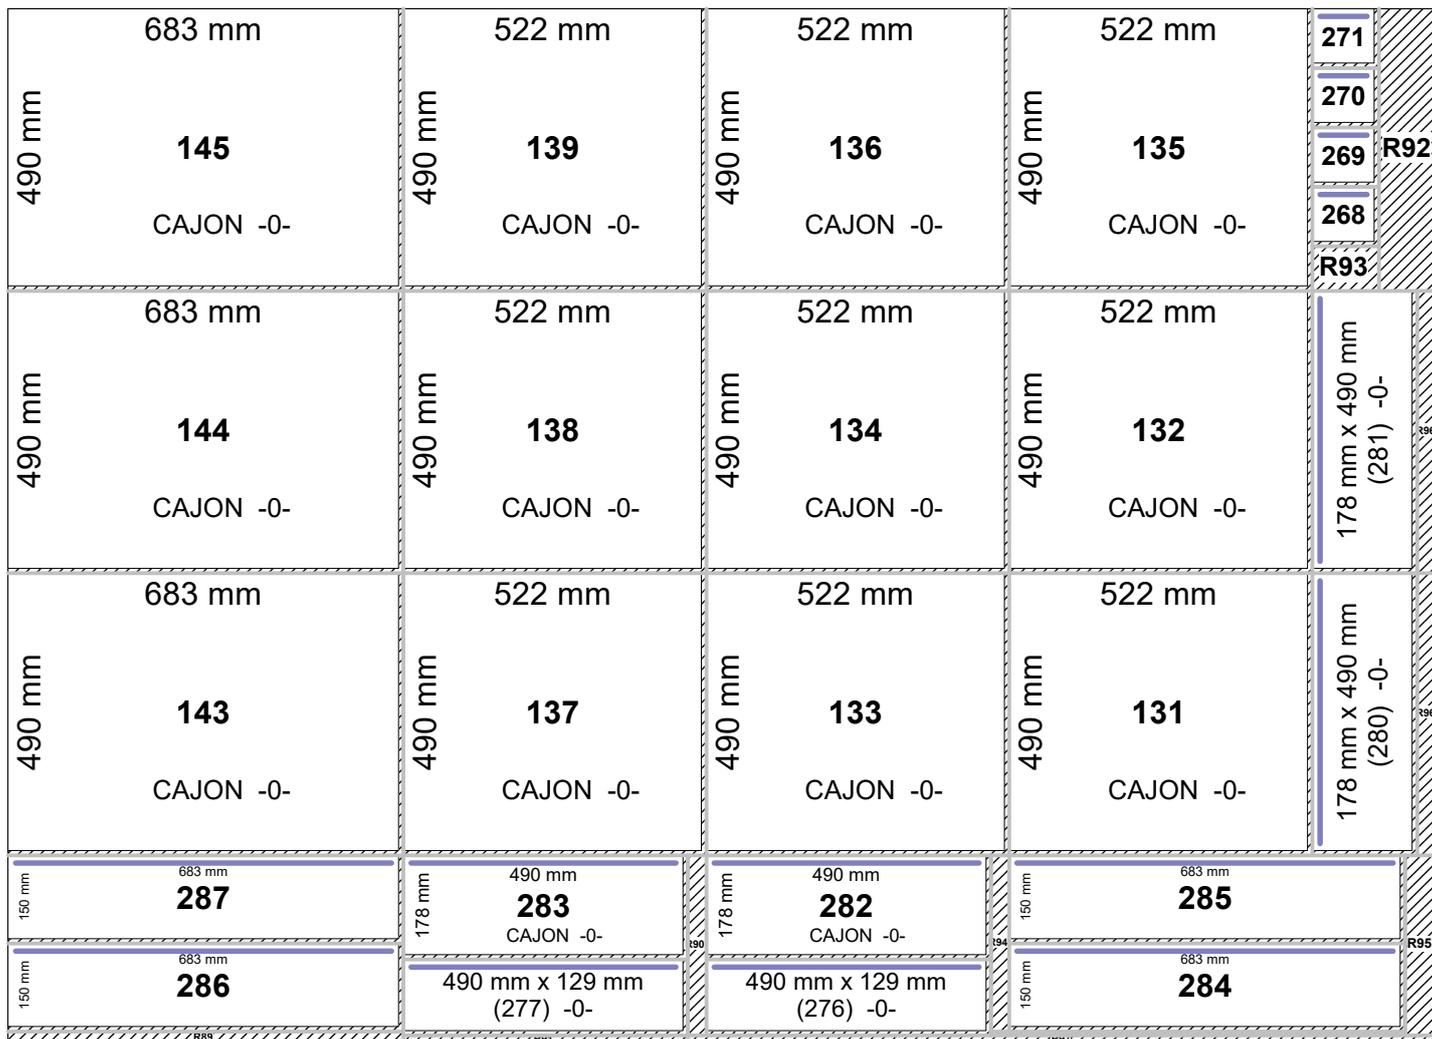 683 mm
490 mm
145
CAJON -0-
522 mm
490 mm
139
CAJON -0-
522 mm
490 mm
136
CAJON -0-
522 mm
490 mm
135
CAJON -0-
271
270
269
268
R93
R92
683 mm
490 mm
144
CAJON -0-
522 mm
490 mm
138
CAJON -0-
522 mm
490 mm
134
CAJON -0-
522 mm
490 mm
132
CAJON -0-
178 mm x 490 mm
(281) -0-
683 mm
490 mm
143
CAJON -0-
522 mm
490 mm
137
CAJON -0-
522 mm
490 mm
133
CAJON -0-
522 mm
490 mm
131
CAJON -0-
178 mm x 490 mm
(280) -0-
683 mm
150 mm
287
490 mm
178 mm
283
CAJON -0-
R90
490 mm
178 mm
282
CAJON -0-
R94
683 mm
150 mm
285
R95
683 mm
150 mm
286
490 mm x 129 mm
(277) -0-
490 mm x 129 mm
(276) -0-
683 mm
150 mm
284
R89